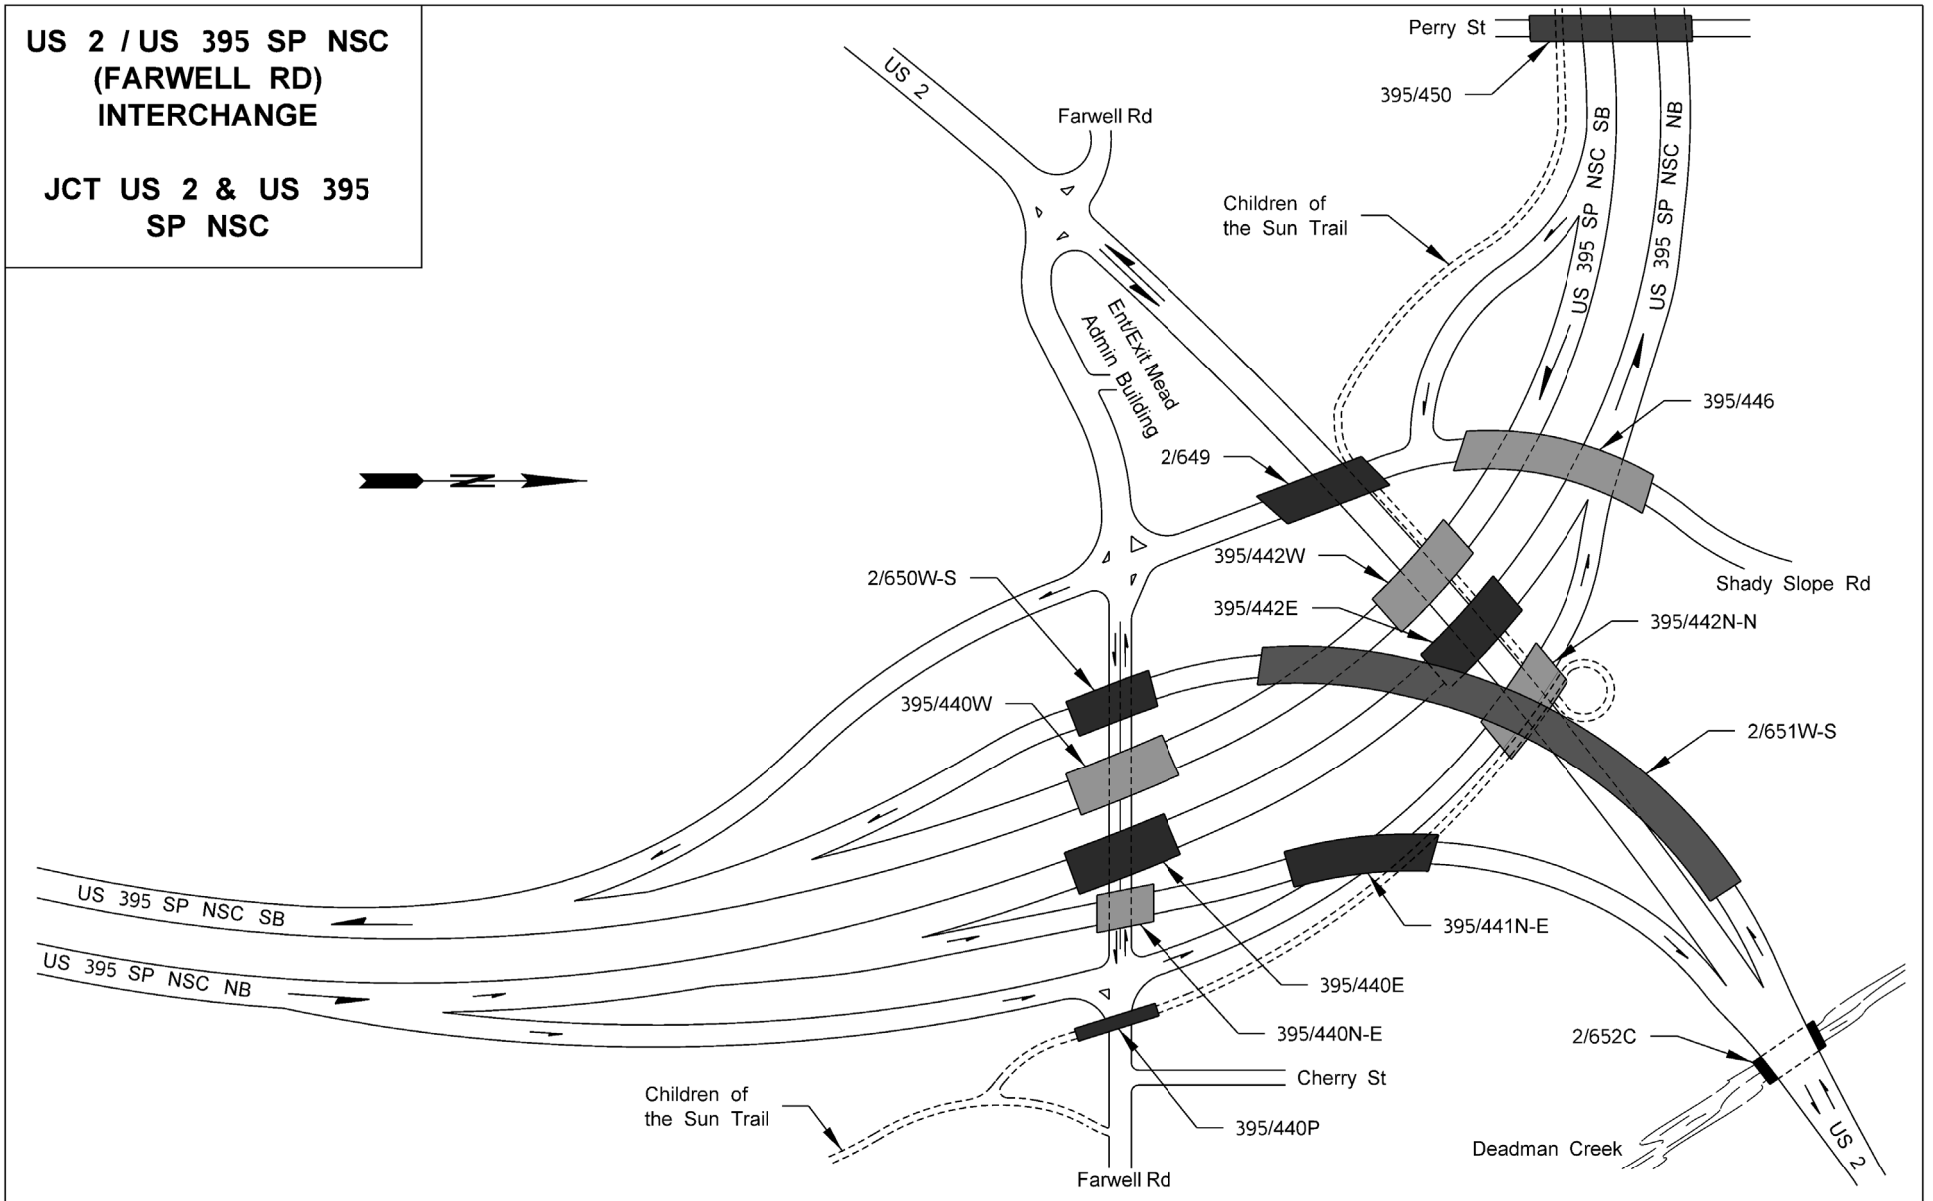 US 2 / US 395 SP NSC
(FARWELL RD)
INTERCHANGE
JCT US 2 & US 395
SP NSC
US 2
Farwell Rd
Perry St
395/450
US 395 SP NSC SB
US 395 SP NSC NB
Children of
the Sun Trail
Ent/Exit Mead
Admin Building
2/649
395/446
N
395/442W
Shady Slope Rd
2/650W-S
395/442E
395/442N-N
395/440W
2/651W-S
US 395 SP NSC SB
US 395 SP NSC NB
395/441N-E
395/440E
395/440N-E
2/652C
Cherry St
Children of
the Sun Trail
395/440P
Deadman Creek
US 2
Farwell Rd